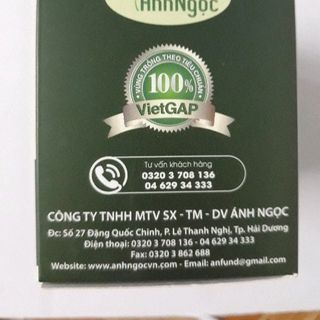 ÁnhNgọc
VÙNG TRỒNG THEO TIÊU CHUẨN
100%
VietGAP
Tư vấn khách hàng
0320 3 708 136
04 629 34 333
CÔNG TY TNHH MTV SX - TM - DV ÁNH NGỌC
Đc: Số 27 Đặng Quốc Chinh, P. Lê Thanh Nghị, Tp. Hải Dương
Điện thoại: 0320 3 708 136 - 04 629 34 333
Fax: 0320 3 862 688
Website: www.anhngocvn.com - Email: anfund@gmail.com